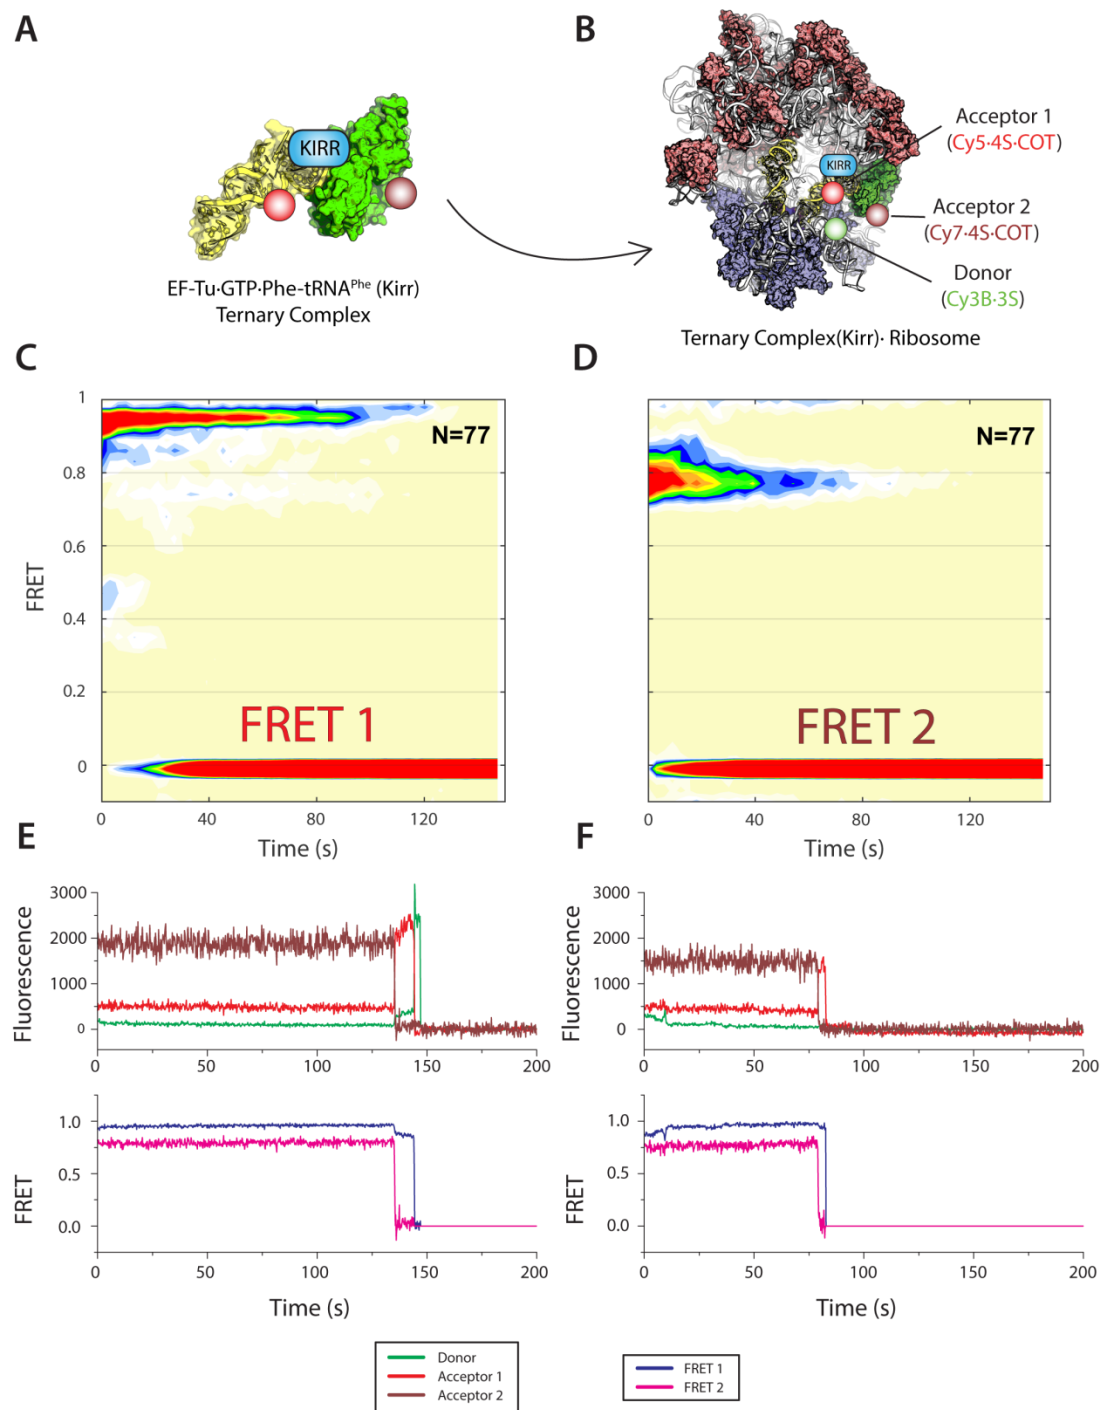 A
B
KIRR
EF-Tu·GTP·Phe-tRNAPhe (Kirr)
Ternary Complex
KIRR
Acceptor 1
(Cy5·4S·COT)
Acceptor 2
(Cy7·4S·COT)
Donor
(Cy3B·3S)
Ternary Complex(Kirr)· Ribosome
C
D
FRET
1
0.8
0.6
0.4
0.2
0
N=77
FRET 1
0 40 80 120
Time (s)
N=77
FRET 2
0 40 80 120
Time (s)
E
F
Fluorescence
3000
2000
1000
0
0 50 100 150 200
Fluorescence
3000
2000
1000
0
0 50 100 150 200
FRET
1.0
0.5
0.0
0 50 100 150 200
Time (s)
FRET
1.0
0.5
0.0
0 50 100 150 200
Time (s)
Donor
Acceptor 1
Acceptor 2
FRET 1
FRET 2